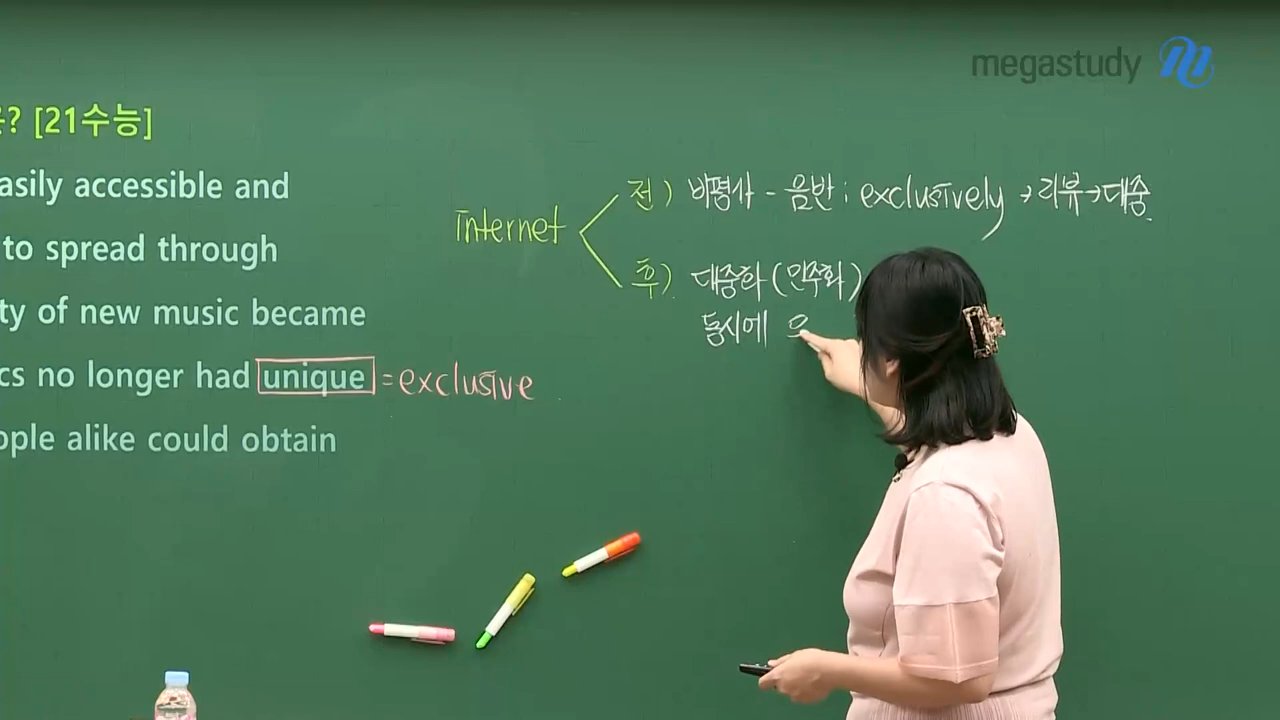 megastudy
? [21수능]
asily accessible and
to spread through
ty of new music became
cs no longer had unique = exclusive
ople alike could obtain
internet
전) 비평사 - 음반 : exclusively → 리뷰 → 대중
후) 대중화 (민주화)
동시에